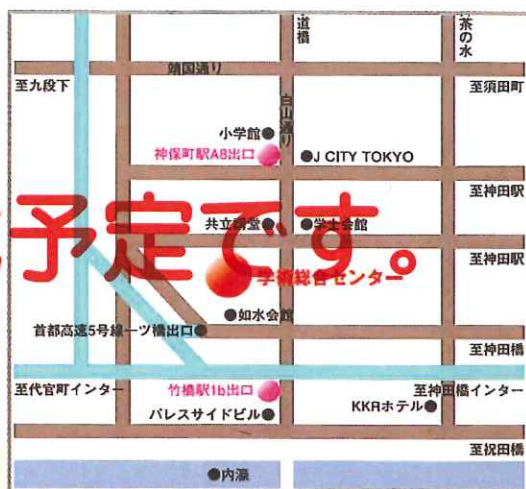 道橋
茶の水
靖国通り
至九段下
至須田町
白山通り
小学館
神保町駅A8出口
J CITY TOKYO
至神田駅
共立講堂
学士会館
予定です。
至神田駅
学術総合センター
如水会館
首都高速5号線一ツ橋出口
至神田橋
至代官町インター
竹橋駅1b出口
至神田橋インター
パレスサイドビル
KKRホテル
至祝田橋
内濠